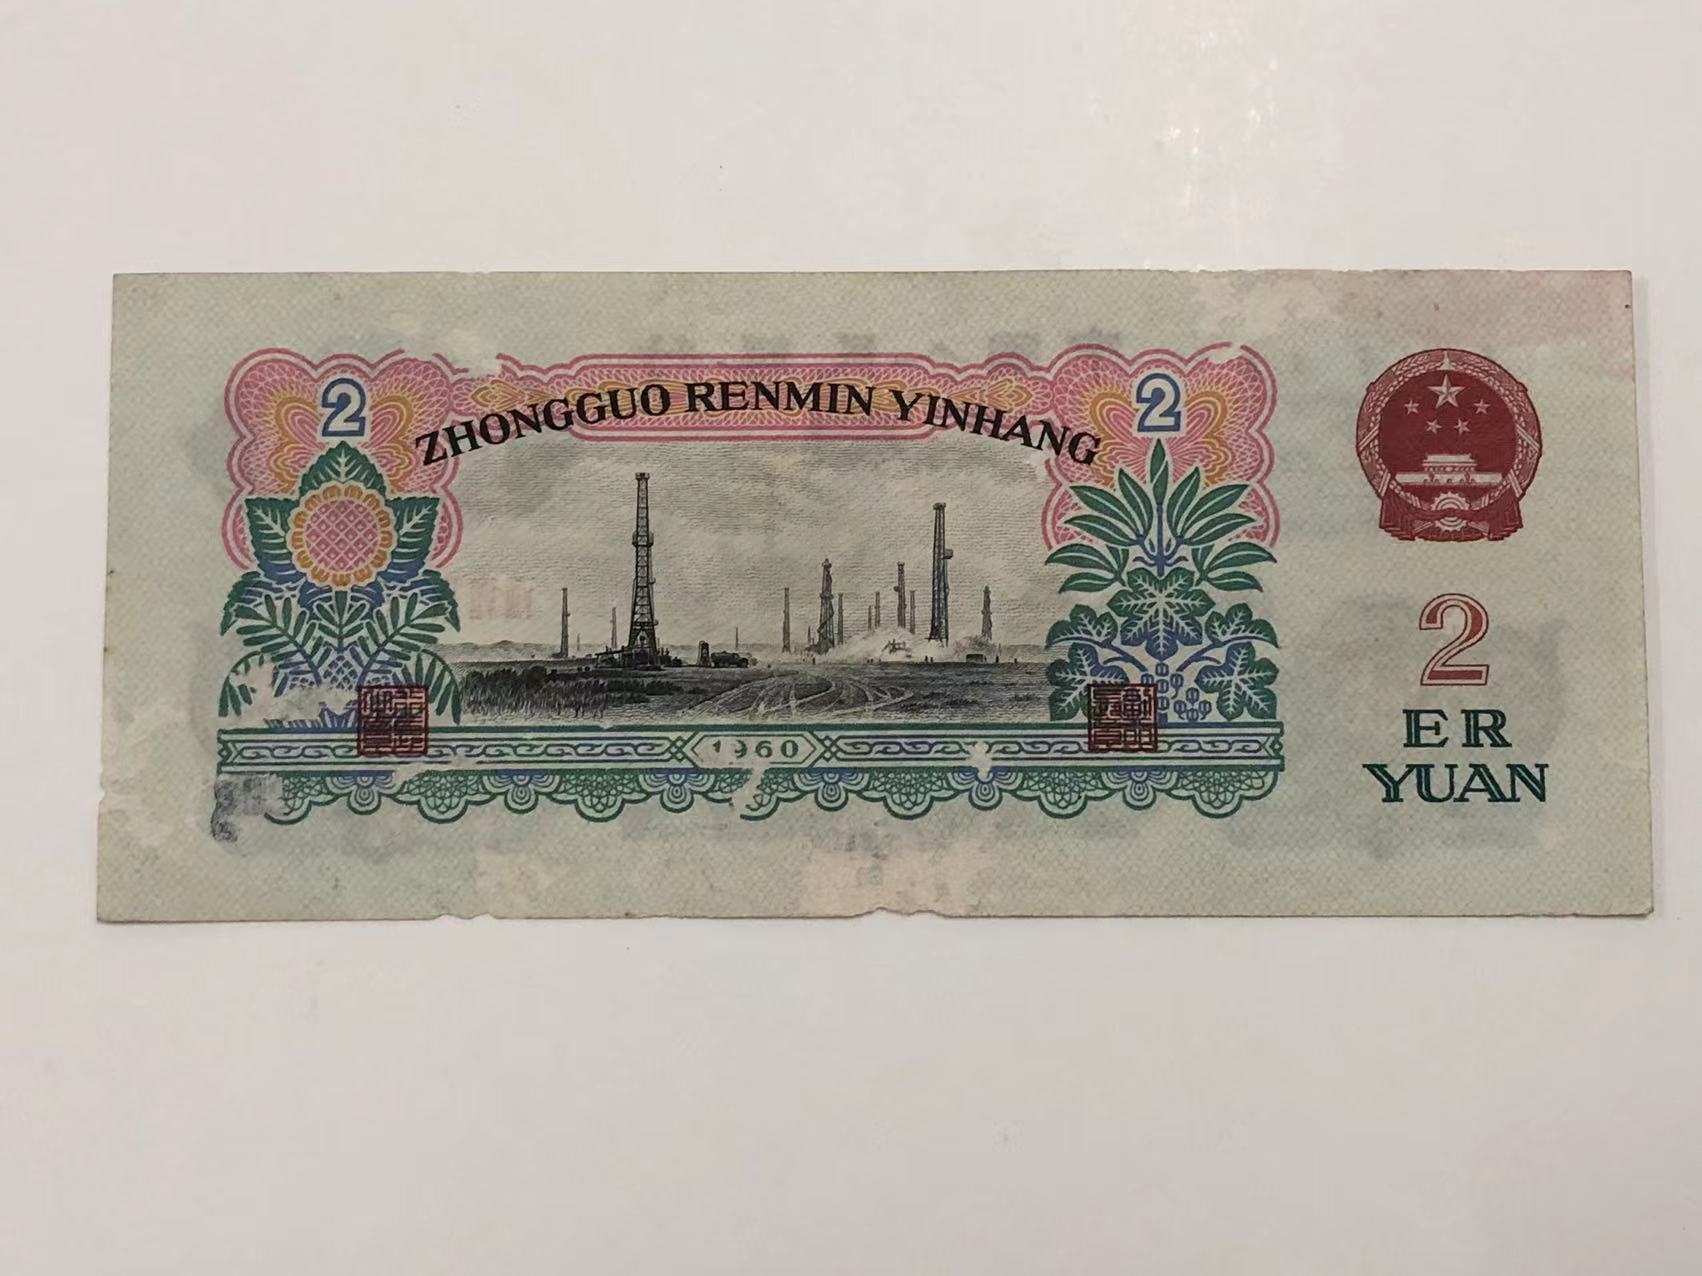 2
ZHONGGUO RENMIN YINHANG
2
1960
2
ER
YUAN